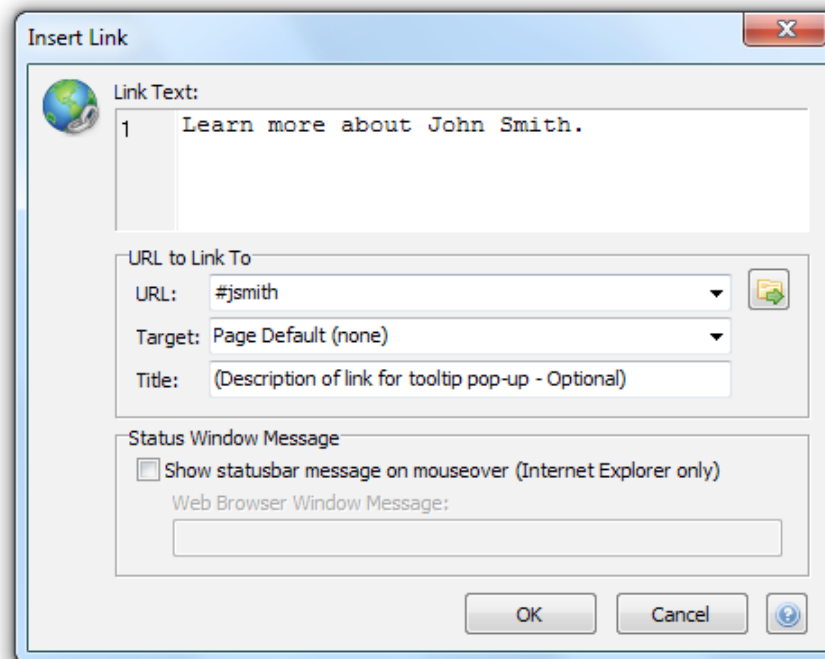 Insert Link
Link Text:
1 Learn more about John Smith.
URL to Link To
URL: #jsmith
Target: Page Default (none)
Title: (Description of link for tooltip pop-up - Optional)
Status Window Message
Show statusbar message on mouseover (Internet Explorer only)
Web Browser Window Message:
OK Cancel ?